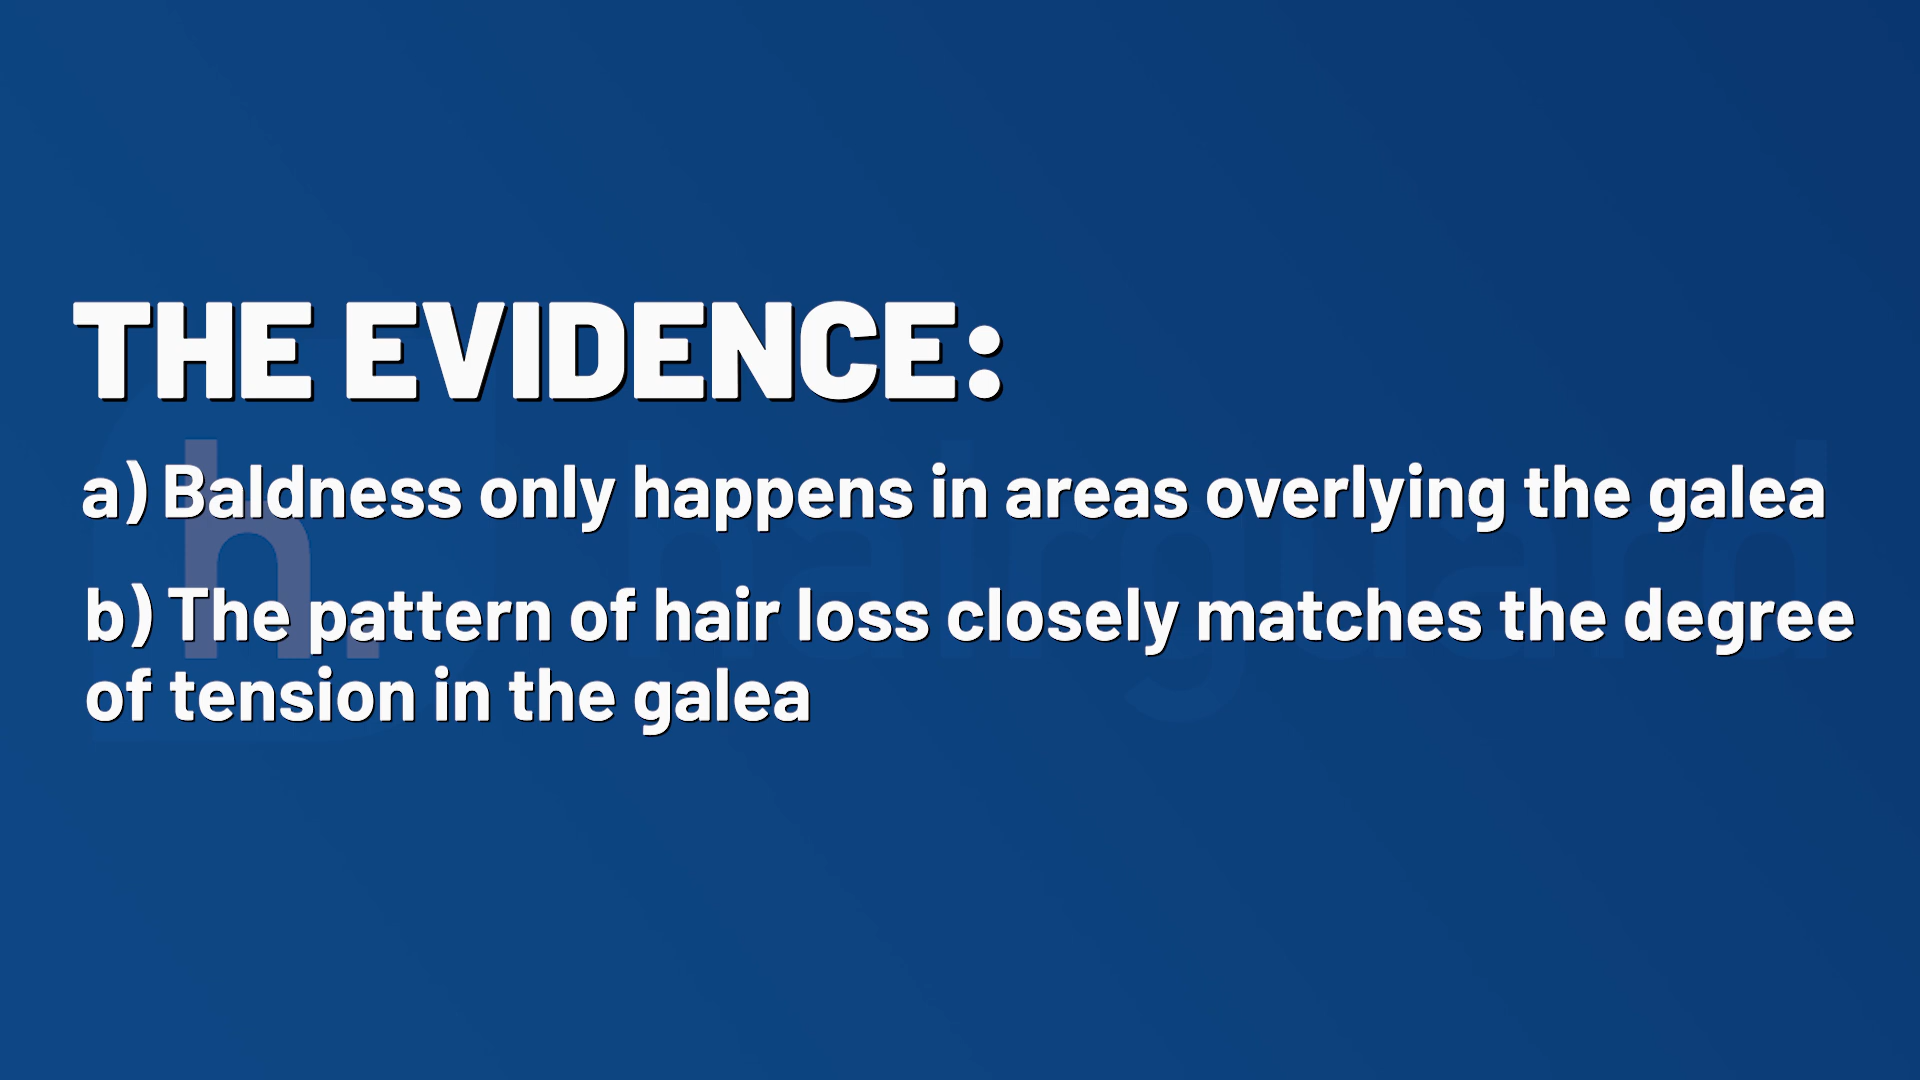 THE EVIDENCE:
a) Baldness only happens in areas overlying the galea
b) The pattern of hair loss closely matches the degree
of tension in the galea
h.
hairguard